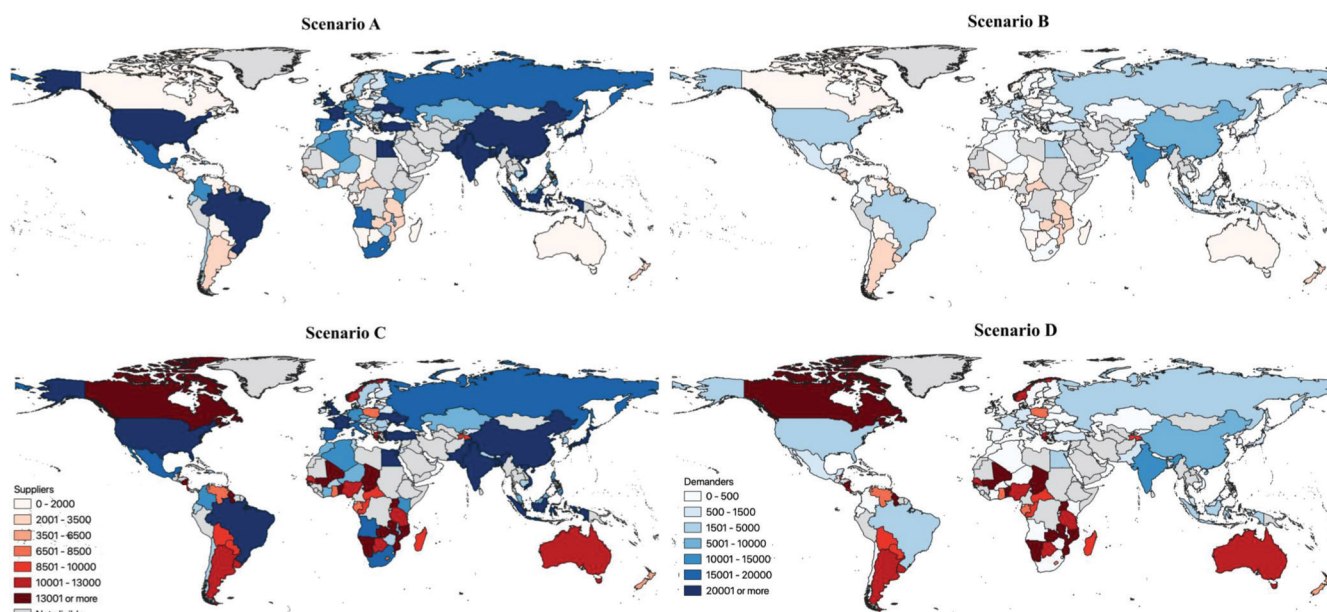 Scenario A
Scenario B
Scenario C
Scenario D
Suppliers
0 - 2000
2001 - 3500
3501 - 6500
6501 - 8500
8501 - 10000
10001 - 13000
13001 or more
Demanders
0 - 500
500 - 1500
1501 - 5000
5001 - 10000
10001 - 15000
15001 - 20000
20001 or more